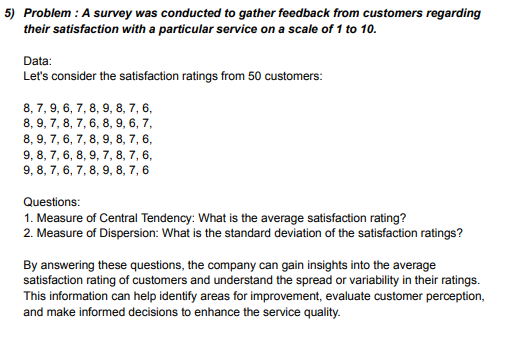 5) Problem : A survey was conducted to gather feedback from customers regarding
their satisfaction with a particular service on a scale of 1 to 10.
Data:
Let's consider the satisfaction ratings from 50 customers:
8, 7, 9, 6, 7, 8, 9, 8, 7, 6,
8, 9, 7, 8, 7, 6, 8, 9, 6, 7,
8, 9, 7, 6, 7, 8, 9, 8, 7, 6,
9, 8, 7, 6, 8, 9, 7, 8, 7, 6,
9, 8, 7, 6, 7, 8, 9, 8, 7, 6
Questions:
1. Measure of Central Tendency: What is the average satisfaction rating?
2. Measure of Dispersion: What is the standard deviation of the satisfaction ratings?
By answering these questions, the company can gain insights into the average
satisfaction rating of customers and understand the spread or variability in their ratings.
This information can help identify areas for improvement, evaluate customer perception,
and make informed decisions to enhance the service quality.